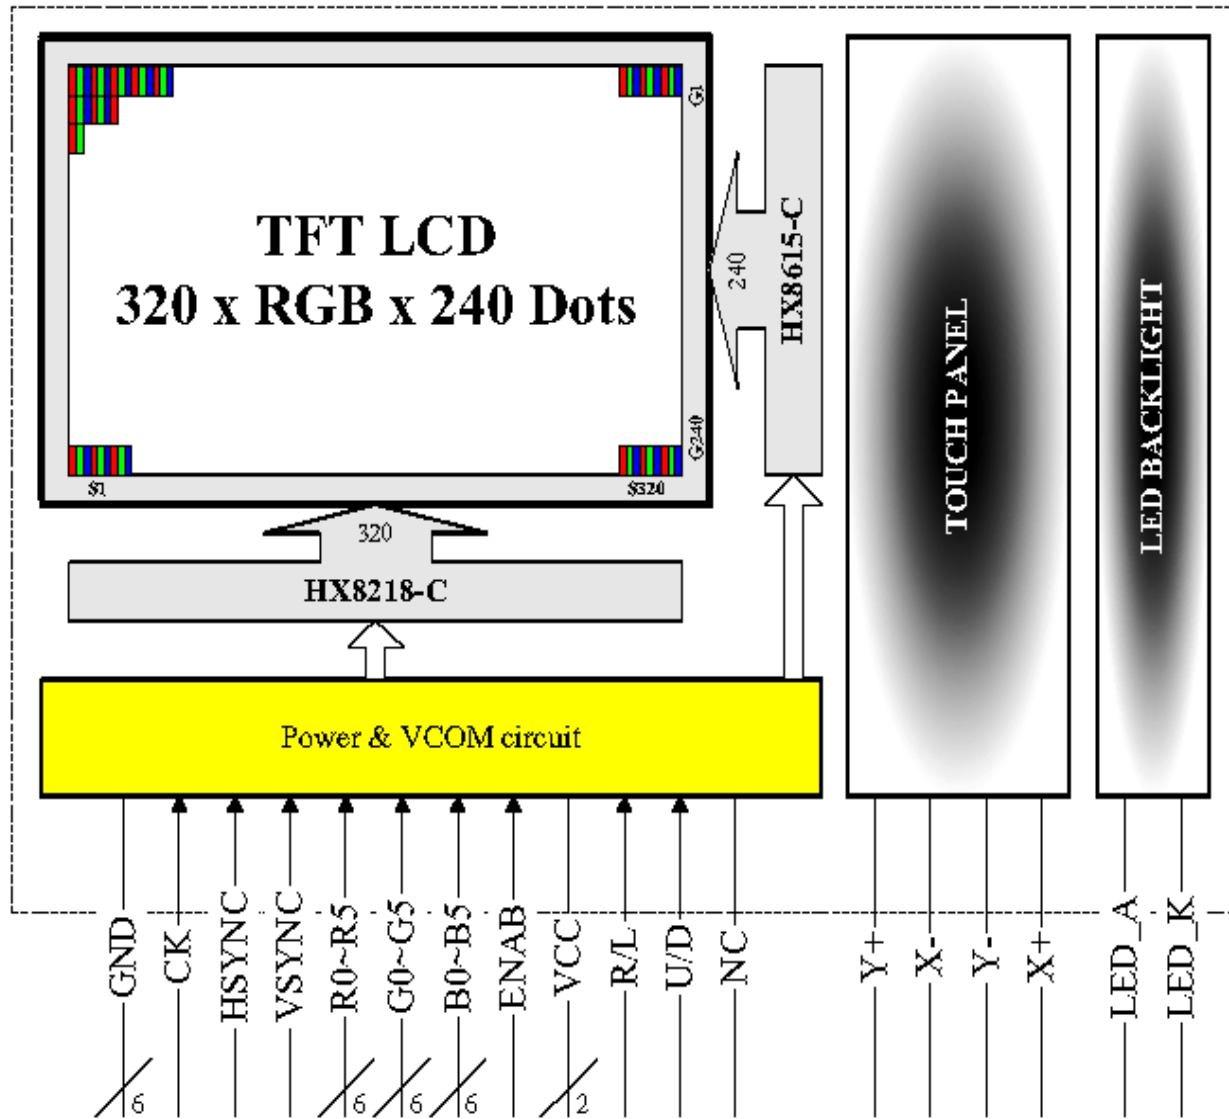 TFT LCD
320 x RGB x 240 Dots
G1
G240
S1
S320
240
HX8615-C
320
HX8218-C
Power & VCOM circuit
TOUCH PANEL
LED BACKLIGHT
GND
CK
HSYNC
VSYNC
R0~R5
G0~G5
B0~B5
ENAB
VCC
R/L
U/D
NC
Y+
X-
Y-
X+
LED_A
LED_K
6
6
6
6
2